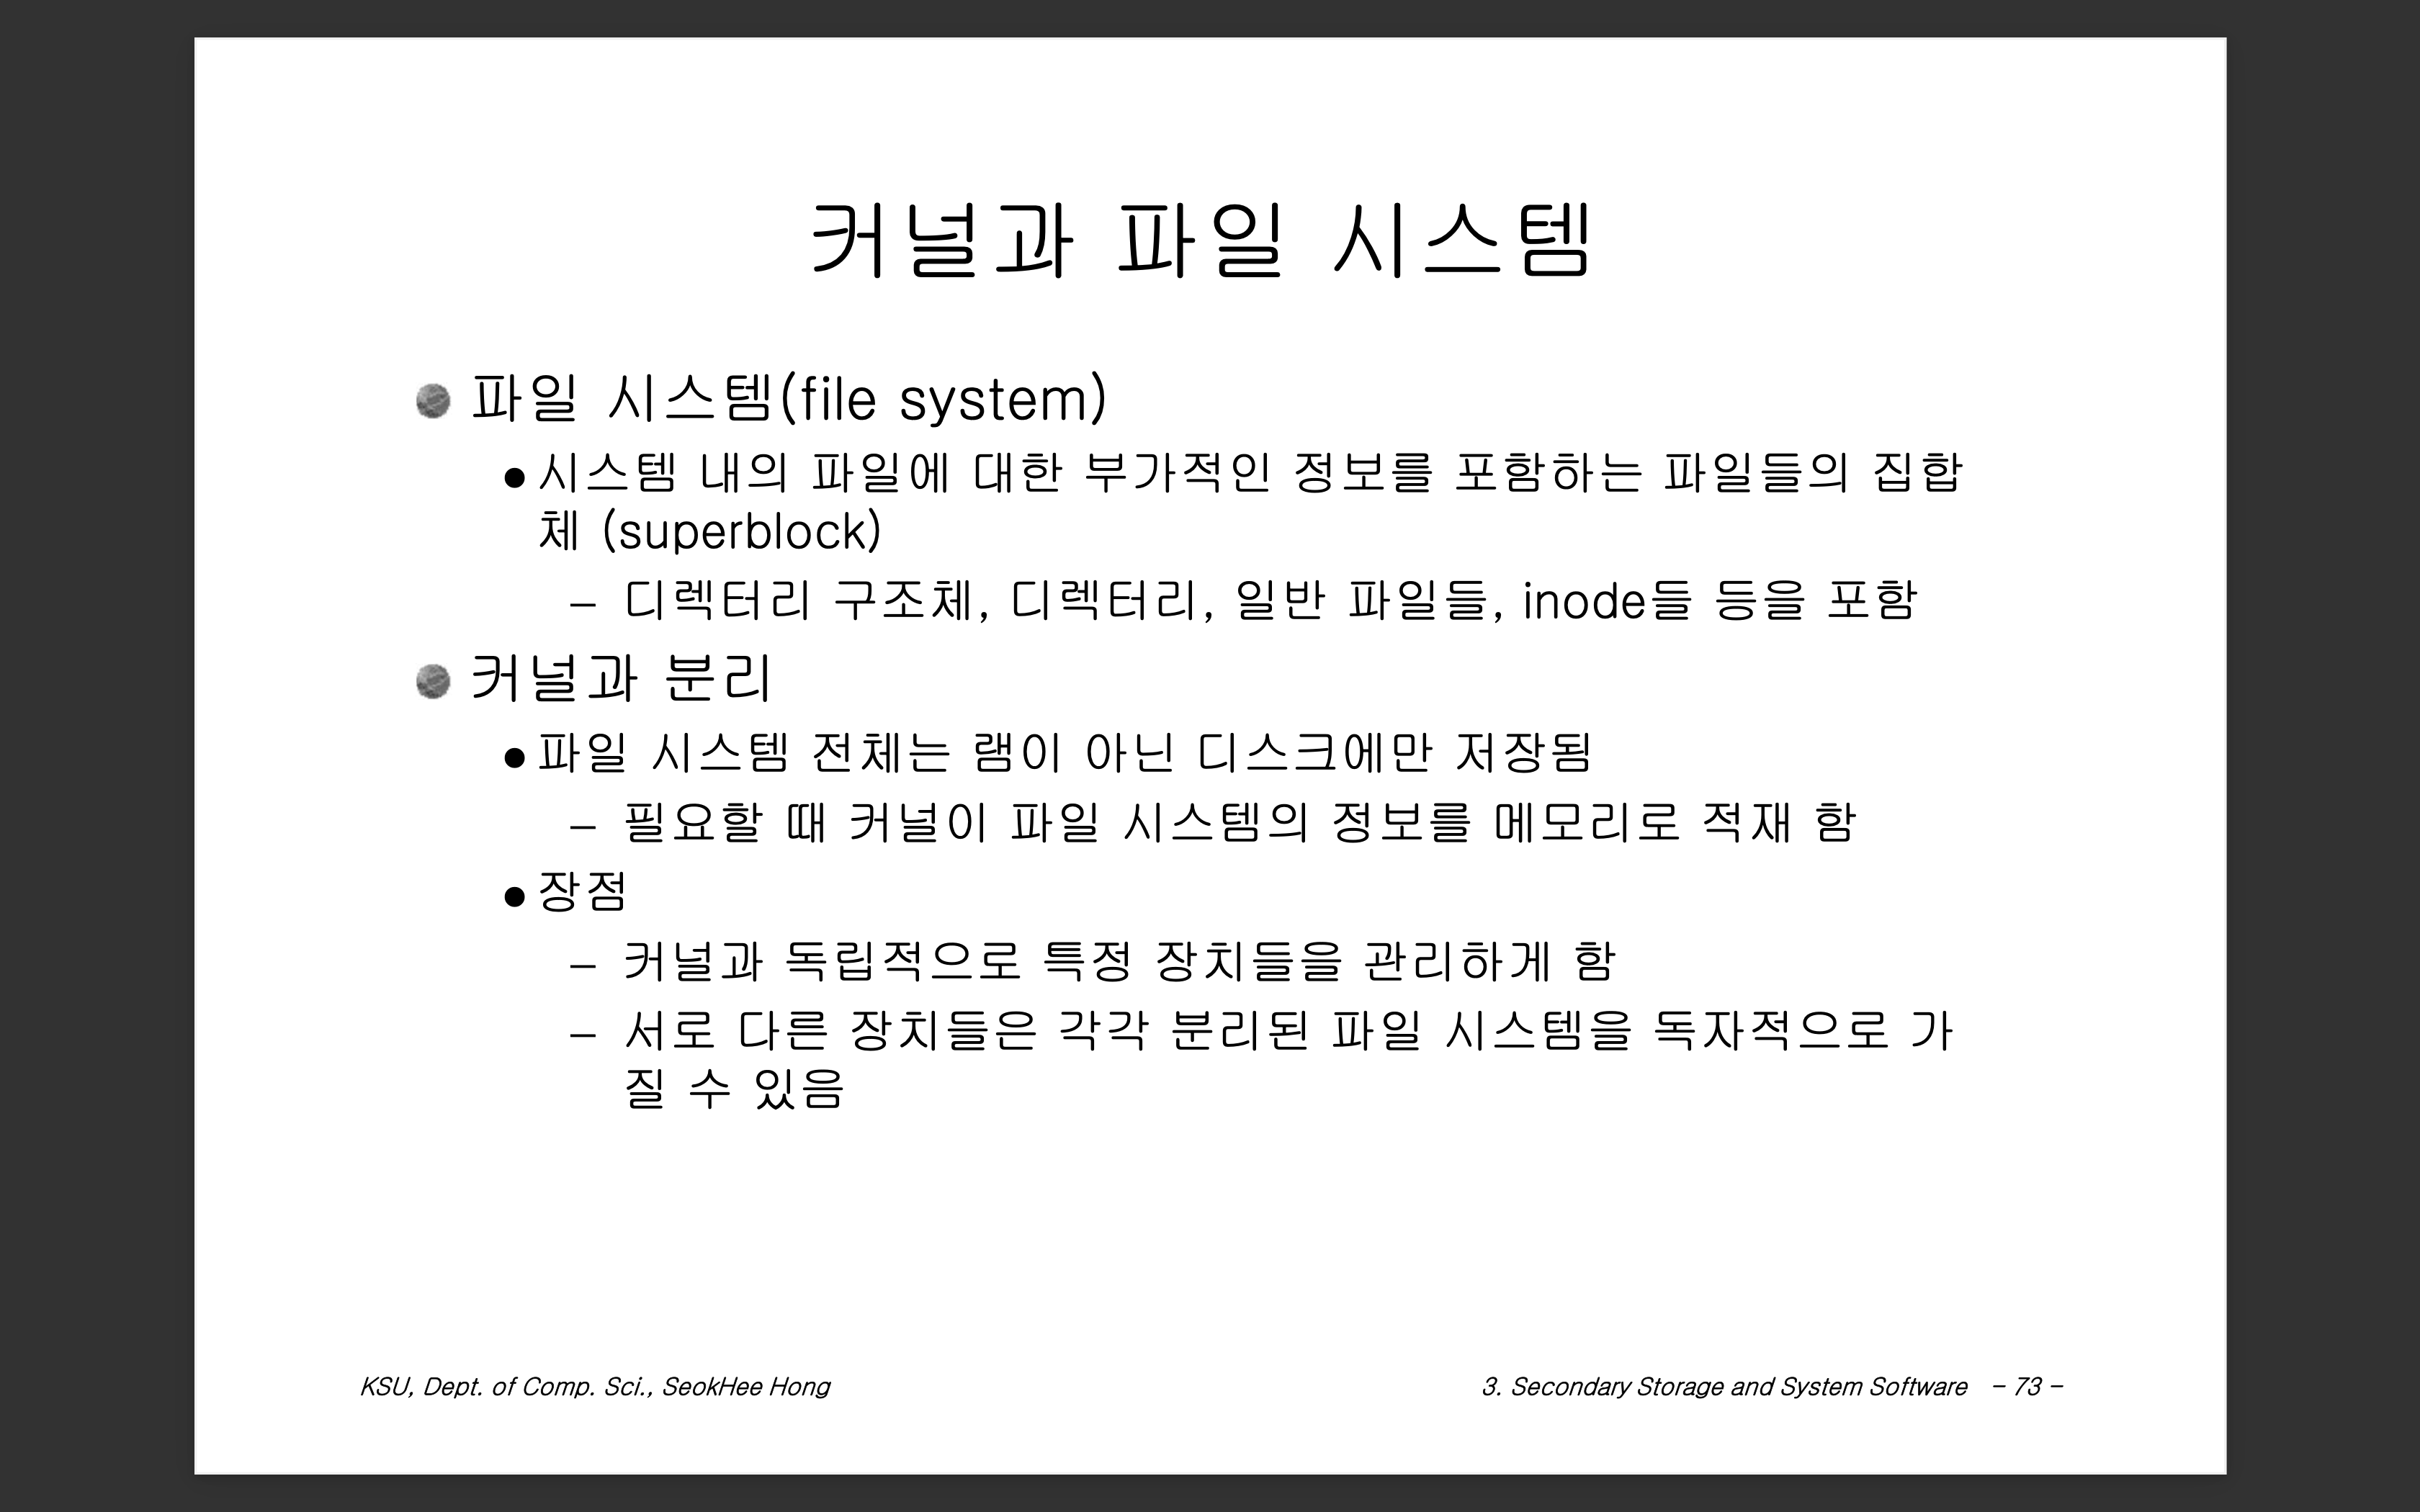 커널과 파일 시스템
파일 시스템(file system)
● 시스템 내의 파일에 대한 부가적인 정보를 포함하는 파일들의 집합
체 (superblock)
– 디렉터리 구조체, 디렉터리, 일반 파일들, inode들 등을 포함
커널과 분리
● 파일 시스템 전체는 램이 아닌 디스크에만 저장됨
– 필요할 때 커널이 파일 시스템의 정보를 메모리로 적재 함
● 장점
– 커널과 독립적으로 특정 장치들을 관리하게 함
– 서로 다른 장치들은 각각 분리된 파일 시스템을 독자적으로 가
질 수 있음
KSU, Dept. of Comp. Sci., SeokHee Hong
3. Secondary Storage and System Software – 73 –